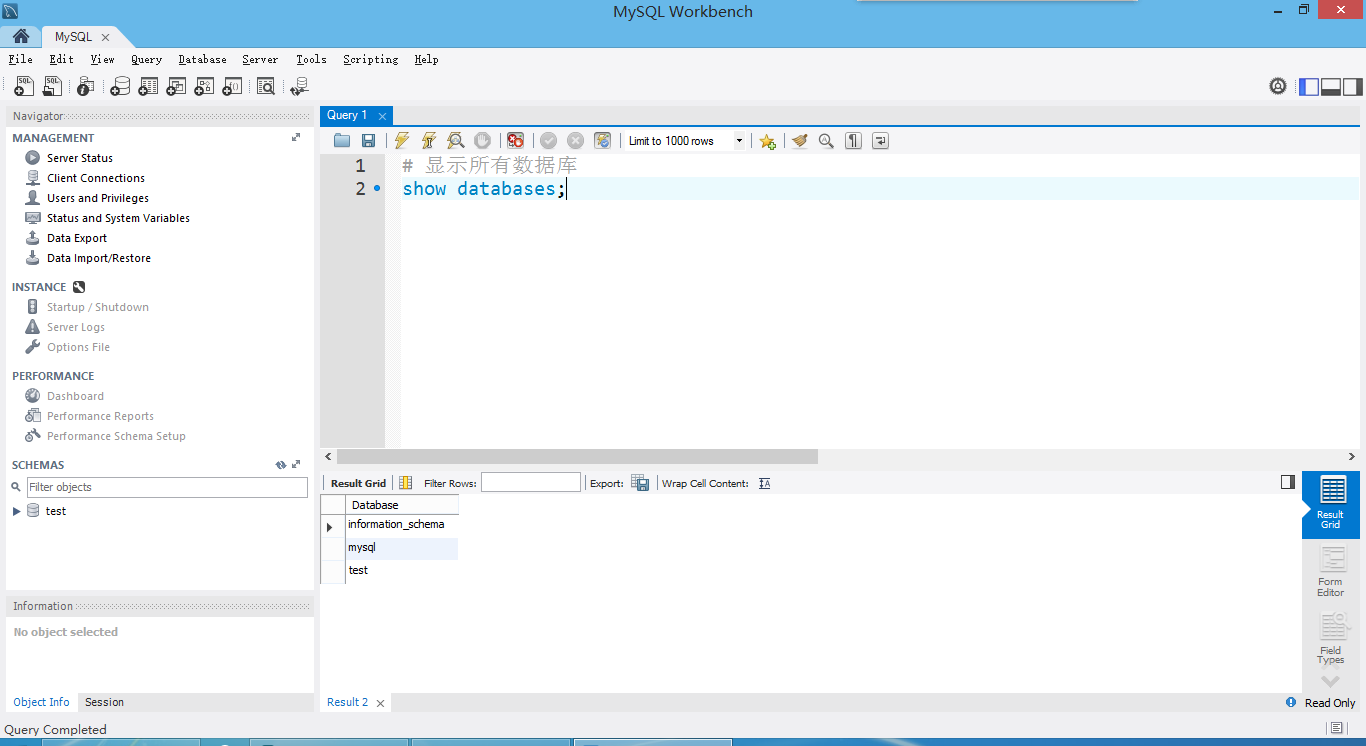 MySQL Workbench
MySQL
File Edit View Query Database Server Tools Scripting Help
Navigator
MANAGEMENT
Server Status
Client Connections
Users and Privileges
Status and System Variables
Data Export
Data Import/Restore
INSTANCE
Startup / Shutdown
Server Logs
Options File
PERFORMANCE
Dashboard
Performance Reports
Performance Schema Setup
SCHEMAS
Filter objects
test
Information
No object selected
Object Info Session
Query 1
Limit to 1000 rows
1 # 显示所有数据库
2 show databases;
Result Grid Filter Rows: Export: Wrap Cell Content:
Database
information_schema
mysql
test
Result
Grid
Form
Editor
Field
Types
Result 2
Read Only
Query Completed